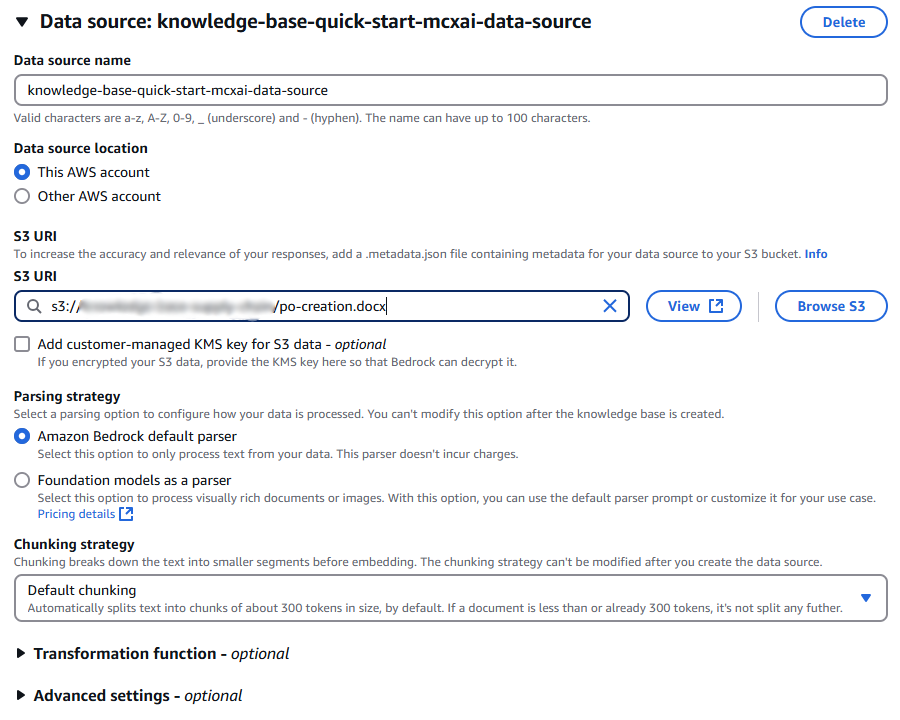 Data source: knowledge-base-quick-start-mcxai-data-source
Delete
Data source name
knowledge-base-quick-start-mcxai-data-source
Valid characters are a-z, A-Z, 0-9, _ (underscore) and - (hyphen). The name can have up to 100 characters.
Data source location
This AWS account
Other AWS account
S3 URI
To increase the accuracy and relevance of your responses, add a .metadata.json file containing metadata for your data source to your S3 bucket. Info
S3 URI
s3:// /po-creation.docx
View
Browse S3
Add customer-managed KMS key for S3 data - optional
If you encrypted your S3 data, provide the KMS key here so that Bedrock can decrypt it.
Parsing strategy
Select a parsing option to configure how your data is processed. You can't modify this option after the knowledge base is created.
Amazon Bedrock default parser
Select this option to only process text from your data. This parser doesn't incur charges.
Foundation models as a parser
Select this option to process visually rich documents or images. With this option, you can use the default parser prompt or customize it for your use case.
Pricing details
Chunking strategy
Chunking breaks down the text into smaller segments before embedding. The chunking strategy can't be modified after you create the data source.
Default chunking
Automatically splits text into chunks of about 300 tokens in size, by default. If a document is less than or already 300 tokens, it's not split any futher.
Transformation function - optional
Advanced settings - optional